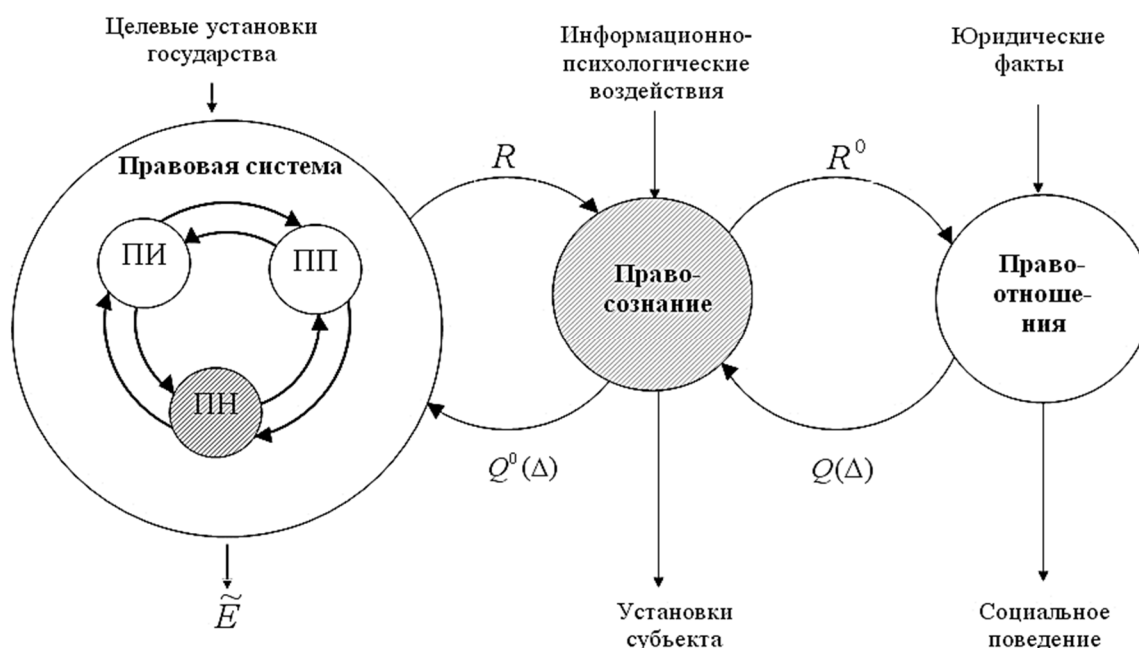 Целевые установки
государства
Информационно-
психологические
воздействия
Юридические
факты
Правовая система
ПИ
ПП
ПН
R
R⁰
Право-
сознание
Право-
отноше-
ния
Q⁰(Δ)
Q(Δ)
Ẽ
Установки
субъекта
Социальное
поведение